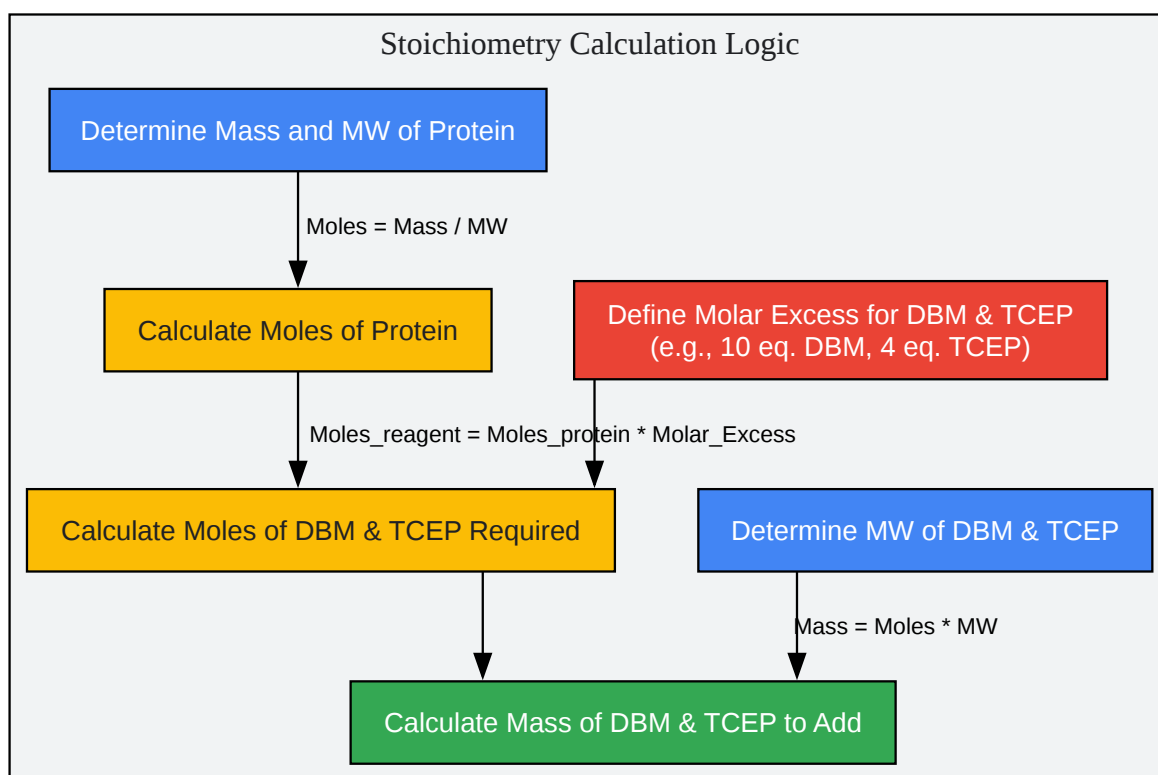 Stoichiometry Calculation Logic
Determine Mass and MW of Protein
Moles = Mass / MW
Calculate Moles of Protein
Define Molar Excess for DBM & TCEP
(e.g., 10 eq. DBM, 4 eq. TCEP)
Moles_reagent = Moles_protein * Molar_Excess
Calculate Moles of DBM & TCEP Required
Determine MW of DBM & TCEP
Mass = Moles * MW
Calculate Mass of DBM & TCEP to Add